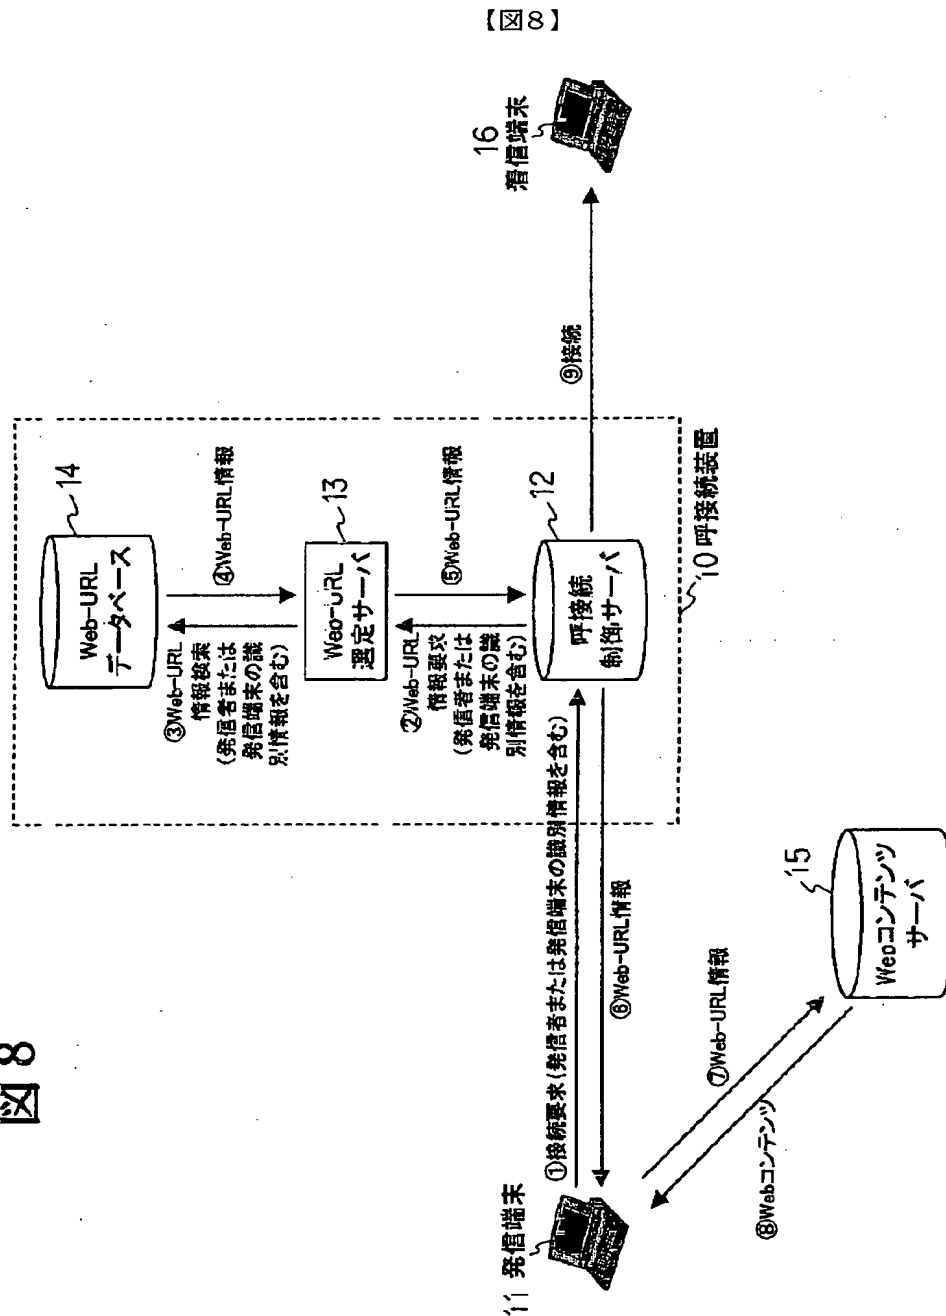 【図8】
図8
14
Web-URL
データベース
③Web-URL
情報検索
(発信者または
発信端末の識
別情報を含む)
④Web-URL情報
13
Web-URL
選定サーバ
②Web-URL
情報要求
(発信者または
発信端末の識
別情報を含む)
⑤Web-URL情報
12
呼接続
制御サーバ
10 呼接続装置
16
着信端末
⑨接続
①接続要求(発信者または発信端末の識別情報を含む)
⑥Web-URL情報
11 発信端末
⑦Web-URL情報
⑧Webコンテンツ
15
Webコンテンツ
サーバ